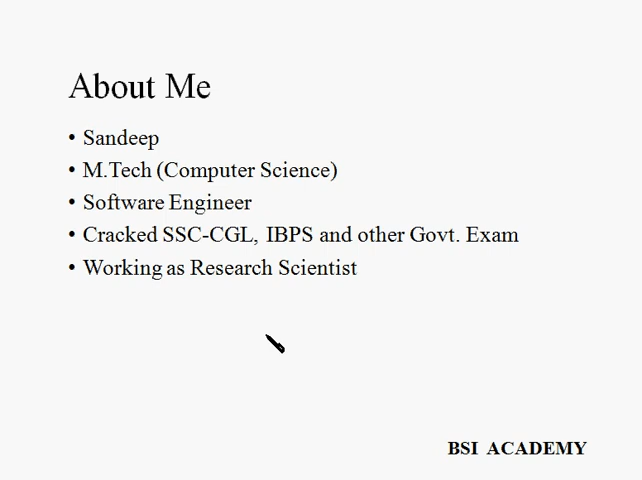 About Me
• Sandeep
• M.Tech (Computer Science)
• Software Engineer
• Cracked SSC-CGL, IBPS and other Govt. Exam
• Working as Research Scientist
BSI ACADEMY